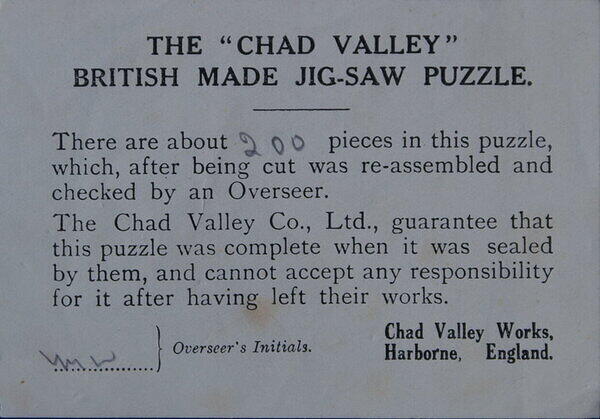 THE "CHAD VALLEY"
BRITISH MADE JIG-SAW PUZZLE.
There are about 200 pieces in this puzzle,
which, after being cut was re-assembled and
checked by an Overseer.
The Chad Valley Co., Ltd., guarantee that
this puzzle was complete when it was sealed
by them, and cannot accept any responsibility
for it after having left their works.
Overseer's Initials.
Chad Valley Works,
Harborne, England.